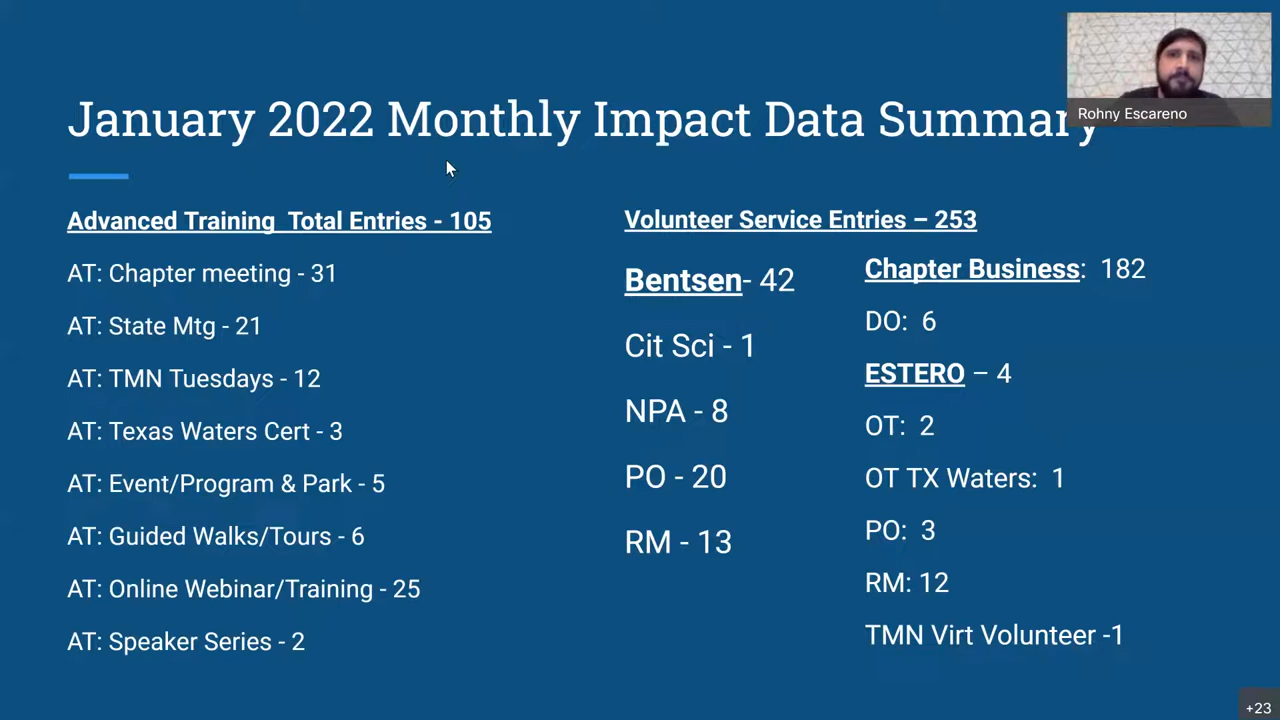 January 2022 Monthly Impact Data Summary
Rohny Escareno
Advanced Training  Total Entries - 105
AT: Chapter meeting - 31
AT: State Mtg - 21
AT: TMN Tuesdays - 12
AT: Texas Waters Cert - 3
AT: Event/Program & Park - 5
AT: Guided Walks/Tours - 6
AT: Online Webinar/Training - 25
AT: Speaker Series - 2
Volunteer Service Entries – 253
Bentsen- 42
Cit Sci - 1
NPA - 8
PO - 20
RM - 13
Chapter Business:  182
DO:  6
ESTERO – 4
OT:  2
OT TX Waters:  1
PO:  3
RM: 12
TMN Virt Volunteer -1
+23